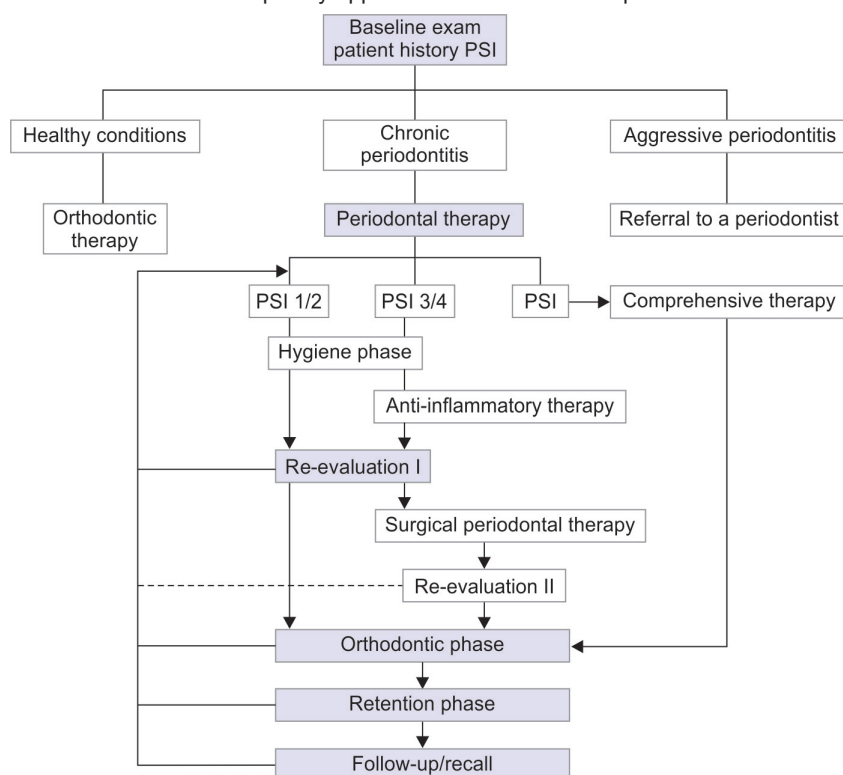 Baseline exam
patient history PSI
Healthy conditions
Chronic
periodontitis
Aggressive periodontitis
Orthodontic
therapy
Periodontal therapy
Referral to a periodontist
PSI 1/2
PSI 3/4
PSI
Comprehensive therapy
Hygiene phase
Anti-inflammatory therapy
Re-evaluation I
Surgical periodontal therapy
Re-evaluation II
Orthodontic phase
Retention phase
Follow-up/recall